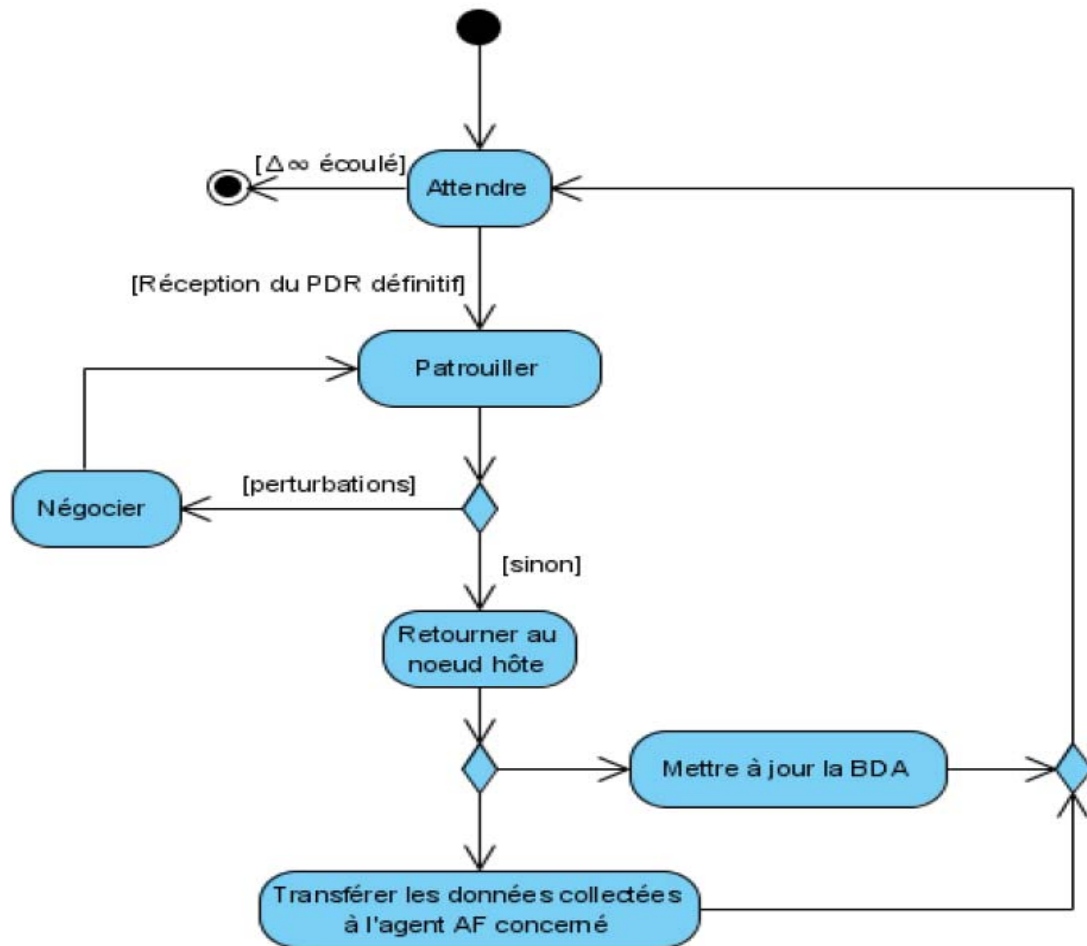 [Δ∞ écoulé]
Attendre
[Réception du PDR définitif]
Patrouiller
[perturbations]
Négocier
[sinon]
Retourner au
noeud hôte
Mettre à jour la BDA
Transférer les données collectées
à l'agent AF concerné